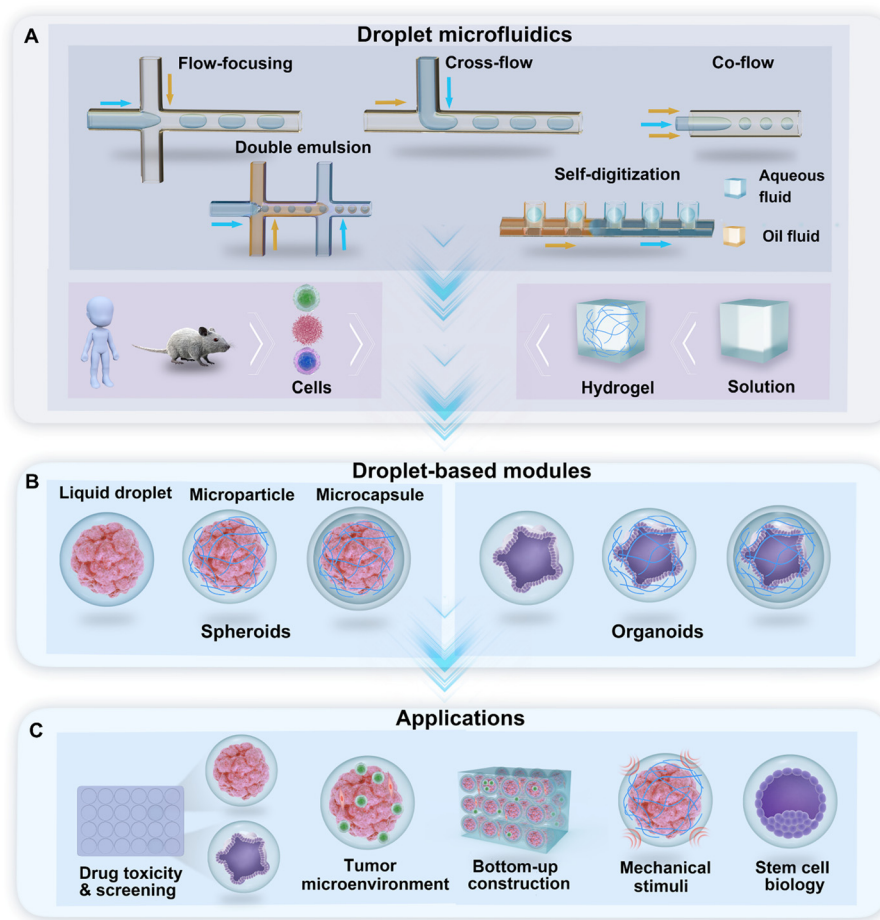 A
Droplet microfluidics
Flow-focusing
Cross-flow
Co-flow
Double emulsion
Self-digitization
Aqueous
fluid
Oil fluid
Cells
Hydrogel
Solution
B
Droplet-based modules
Liquid droplet
Microparticle
Microcapsule
Spheroids
Organoids
C
Applications
Drug toxicity
& screening
Tumor
microenvironment
Bottom-up
construction
Mechanical
stimuli
Stem cell
biology